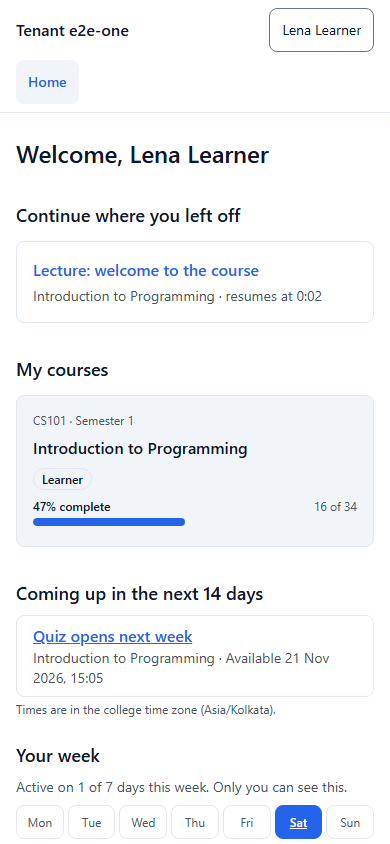 Tenant e2e-one
Lena Learner
Home
Welcome, Lena Learner
Continue where you left off
Lecture: welcome to the course
Introduction to Programming · resumes at 0:02
My courses
CS101 · Semester 1
Introduction to Programming
Learner
47% complete
16 of 34
Coming up in the next 14 days
Quiz opens next week
Introduction to Programming · Available 21 Nov
2026, 15:05
Times are in the college time zone (Asia/Kolkata).
Your week
Active on 1 of 7 days this week. Only you can see this.
Mon Tue Wed Thu Fri Sat Sun